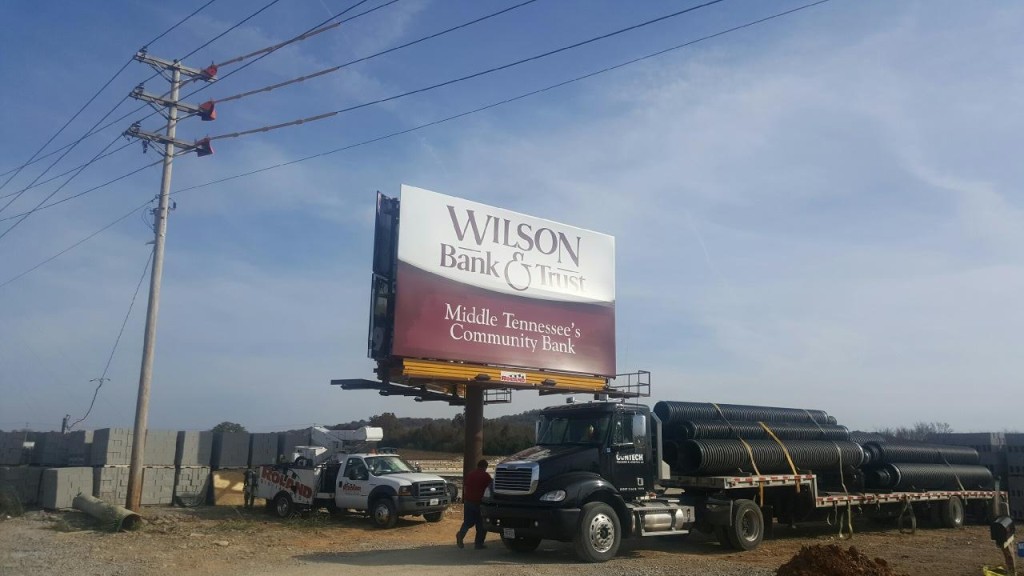 WILSON
Bank & Trust
Middle Tennessee's
Community Bank
ROLAND
CONTECH